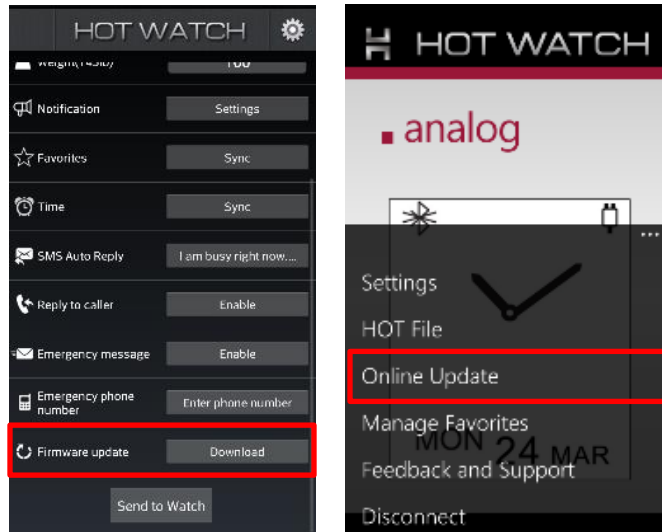 HOT WATCH
Weight(145lb)
Notification
Settings
Favorites
Sync
Time
Sync
SMS Auto Reply
I am busy right now....
Reply to caller
Enable
Emergency message
Enable
Emergency phone
number
Enter phone number
Firmware update
Download
Send to Watch
HOT WATCH
analog
...
Settings
HOT File
Online Update
Manage Favorites
MON 24 MAR
Feedback and Support
Disconnect